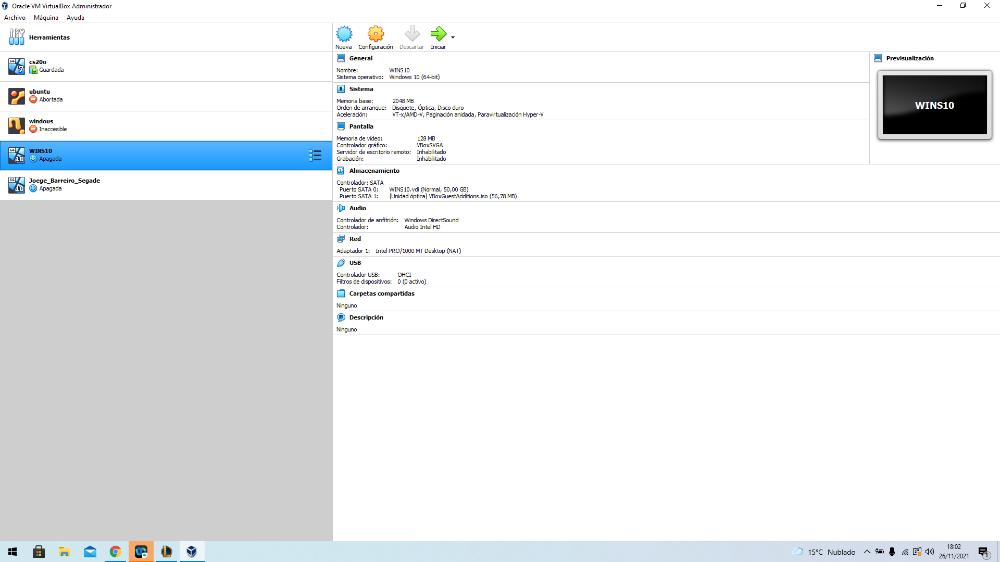 Oracle VM VirtualBox Administrador
Archivo Máquina Ayuda
Herramientas
cs20o
Guardada
ubuntu
Abortada
windous
Inaccesible
WINS10
Apagada
Joege_Barreiro_Segade
Apagada
Nueva Configuración Descartar Iniciar
General
Nombre: WINS10
Sistema operativo: Windows 10 (64-bit)
Sistema
Memoria base: 2048 MB
Orden de arranque: Disquete, Óptica, Disco duro
Aceleración: VT-x/AMD-V, Paginación anidada, Paravirtualización Hyper-V
Pantalla
Memoria de vídeo: 128 MB
Controlador gráfico: VBoxSVGA
Servidor de escritorio remoto: Inhabilitado
Grabación: Inhabilitado
Almacenamiento
Controlador: SATA
Puerto SATA 0: WINS10.vdi (Normal, 50,00 GB)
Puerto SATA 1: [Unidad óptica] VBoxGuestAdditions.iso (56,78 MB)
Audio
Controlador de anfitrión: Windows DirectSound
Controlador: Audio Intel HD
Red
Adaptador 1: Intel PRO/1000 MT Desktop (NAT)
USB
Controlador USB: OHCI
Filtros de dispositivos: 0 (0 activo)
Carpetas compartidas
Ninguno
Descripción
Ninguno
Previsualización
WINS10
15°C Nublado
18:02
26/11/2021
1